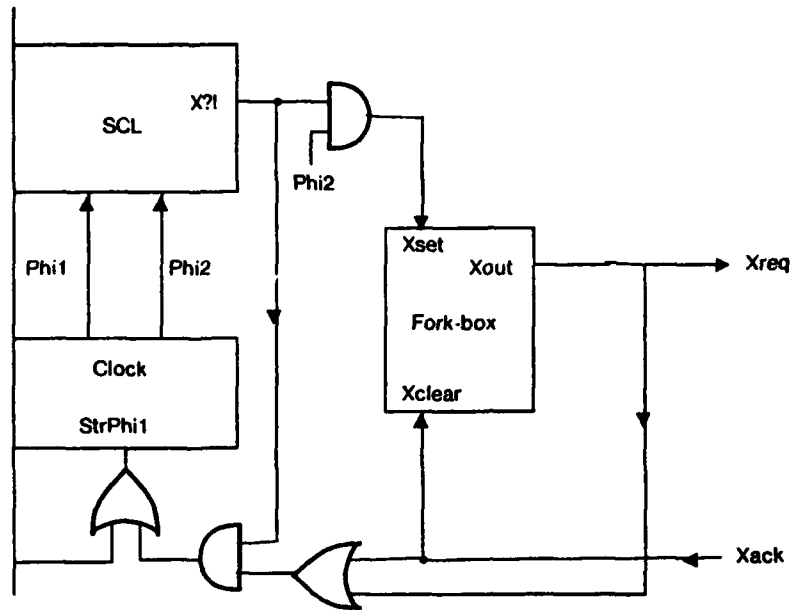 X?!
SCL
Phi2
Xset
Xout
Xreq
Phi1
Phi2
Fork-box
Clock
Xclear
StrPhi1
Xack